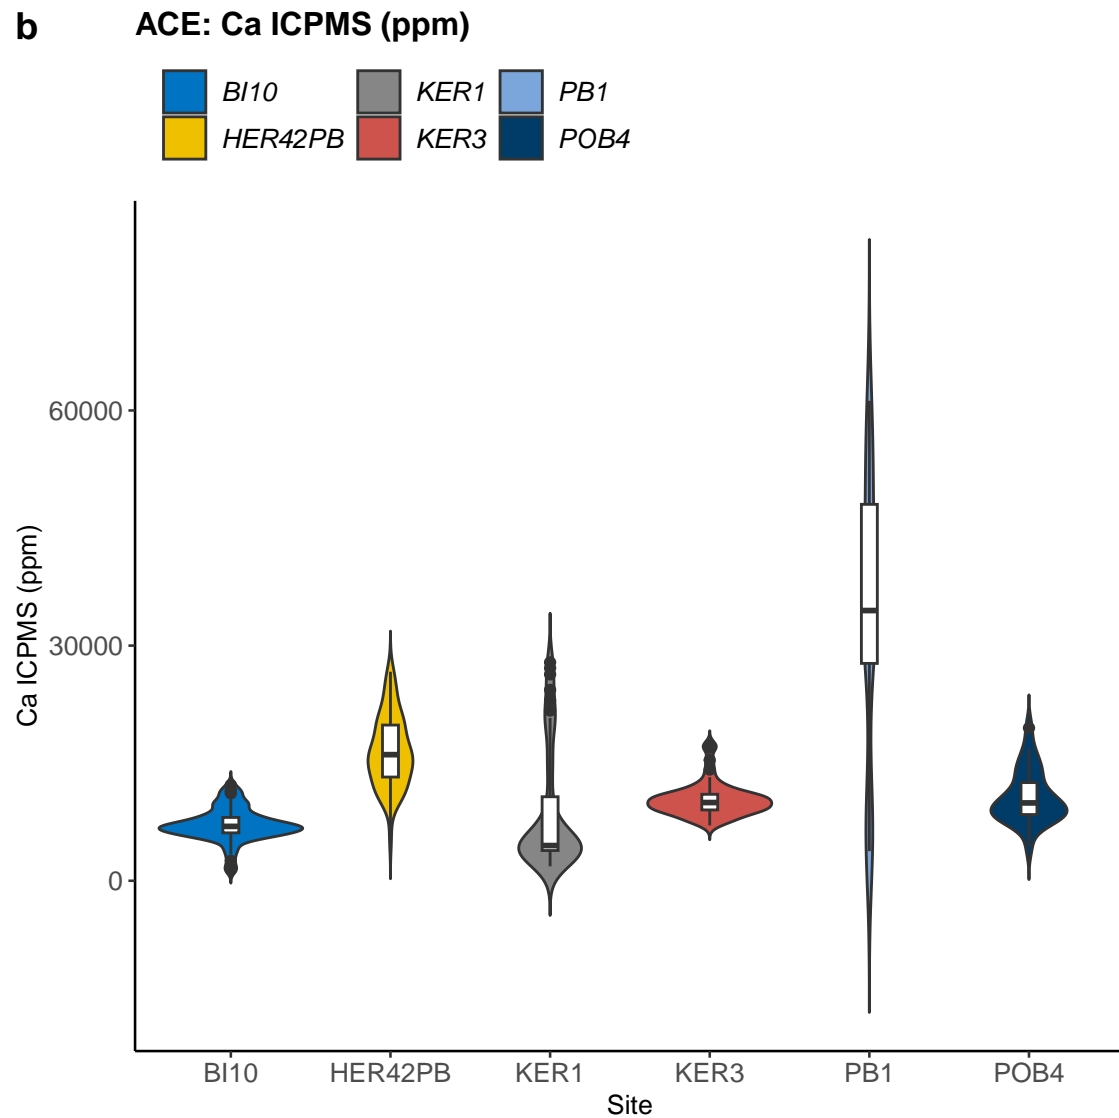 b ACE: Ca ICPMS (ppm)
BI10 KER1 PB1
HER42PB KER3 POB4
Ca ICPMS (ppm)
60000
30000
0
BI10 HER42PB KER1 KER3 PB1 POB4
Site